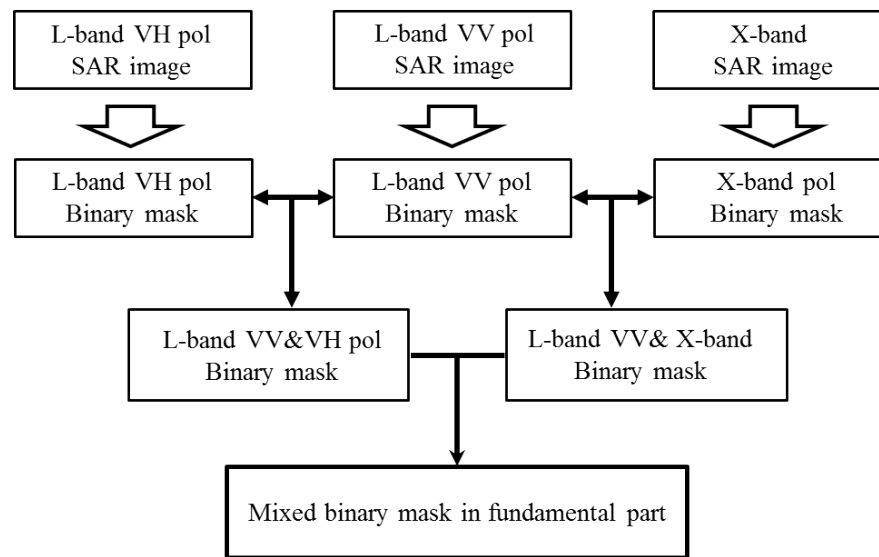 L-band VH pol
SAR image
L-band VV pol
SAR image
X-band
SAR image
L-band VH pol
Binary mask
L-band VV pol
Binary mask
X-band pol
Binary mask
L-band VV&VH pol
Binary mask
L-band VV& X-band
Binary mask
Mixed binary mask in fundamental part